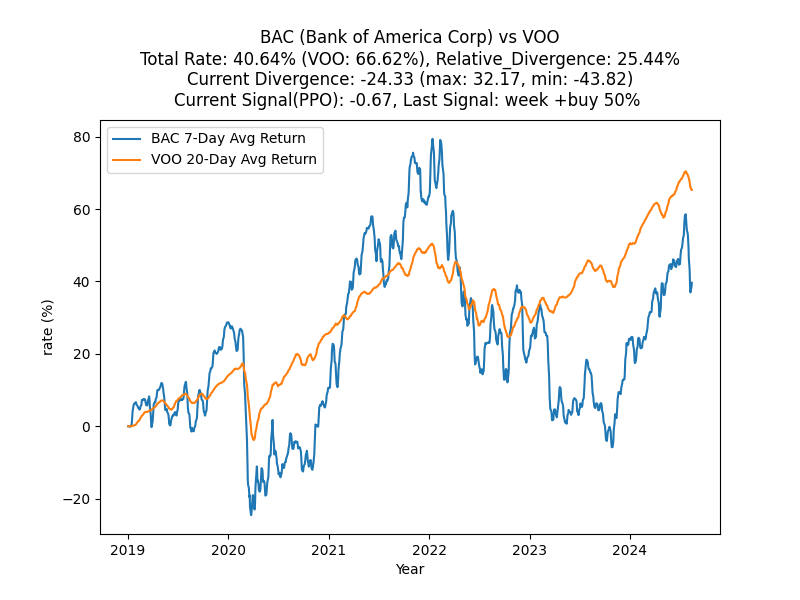 BAC (Bank of America Corp) vs VOO
Total Rate: 40.64% (VOO: 66.62%), Relative_Divergence: 25.44%
Current Divergence: -24.33 (max: 32.17, min: -43.82)
Current Signal(PPO): -0.67, Last Signal: week +buy 50%
BAC 7-Day Avg Return
VOO 20-Day Avg Return
80
60
40
20
0
−20
rate (%)
2019 2020 2021 2022 2023 2024
Year